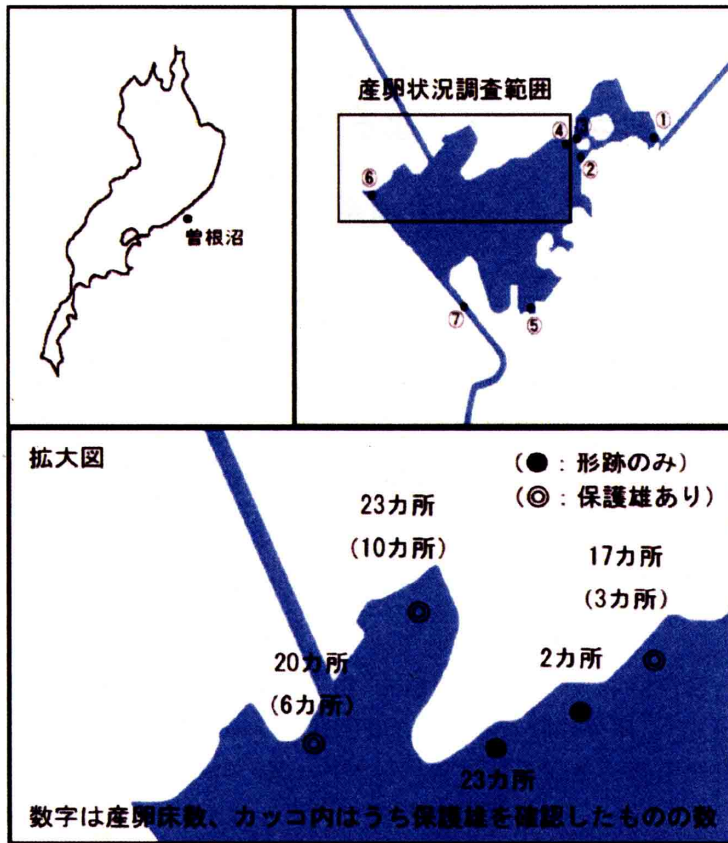 曽根沼
産卵状況調査範囲
①
③
④
②
⑥
⑦
⑤
拡大図
(●：形跡のみ)
(◎：保護雄あり)
23カ所
(10カ所)
17カ所
(3カ所)
20カ所
(6カ所)
2カ所
23カ所
数字は産卵床数、カッコ内はうち保護雄を確認したものの数